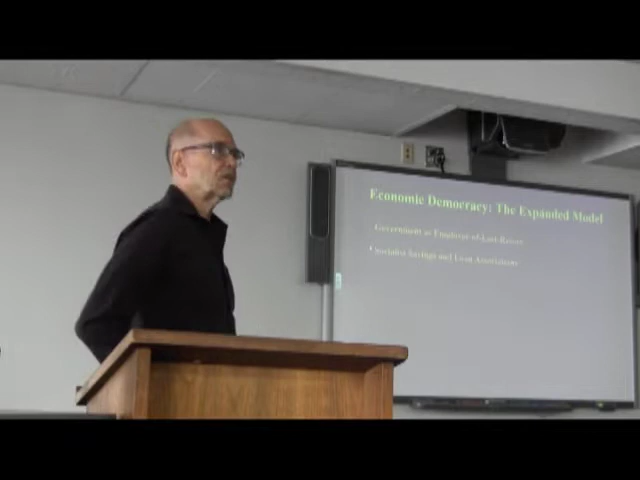 Economic Democracy: The Expanded Model
Government as Employer-of-Last-Resort
• Socialist Savings and Loan Associations